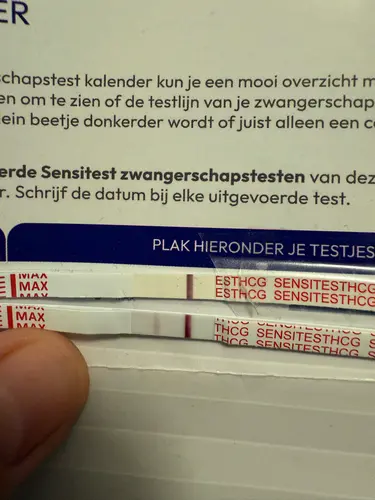 ER
schapstest kalender kun je een mooi overzicht m
en om te zien of de testlijn van je zwangerschap
lein beetje donkerder wordt of juist alleen een c
erde Sensitest zwangerschapstesten van dez
r. Schrijf de datum bij elke uitgevoerde test.
PLAK HIERONDER JE TESTJES
MAX ESTHCG SENSITESTHCG
MAX ESTHCG SENSITESTHCG
MAX
MAX THCG SENSITESTHCG
MAX THCG SENSITESTHCG